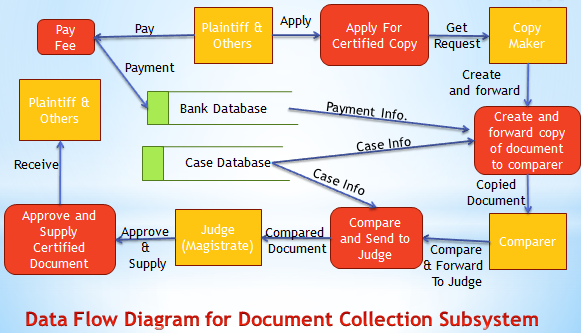 Pay
Fee
Pay
Plaintiff &
Others
Apply
Apply For
Certified Copy
Get
Request
Copy
Maker
Payment
Create
and forward
Plaintiff &
Others
Bank Database
Payment Info.
Create and
forward copy
of document
to comparer
Case Info
Case Database
Receive
Case Info
Copied
Document
Approve and
Supply
Certified
Document
Approve
&
Supply
Judge
(Magistrate)
Compared
Document
Compare
and Send to
Judge
Compare
& Forward
To Judge
Comparer
Data Flow Diagram for Document Collection Subsystem